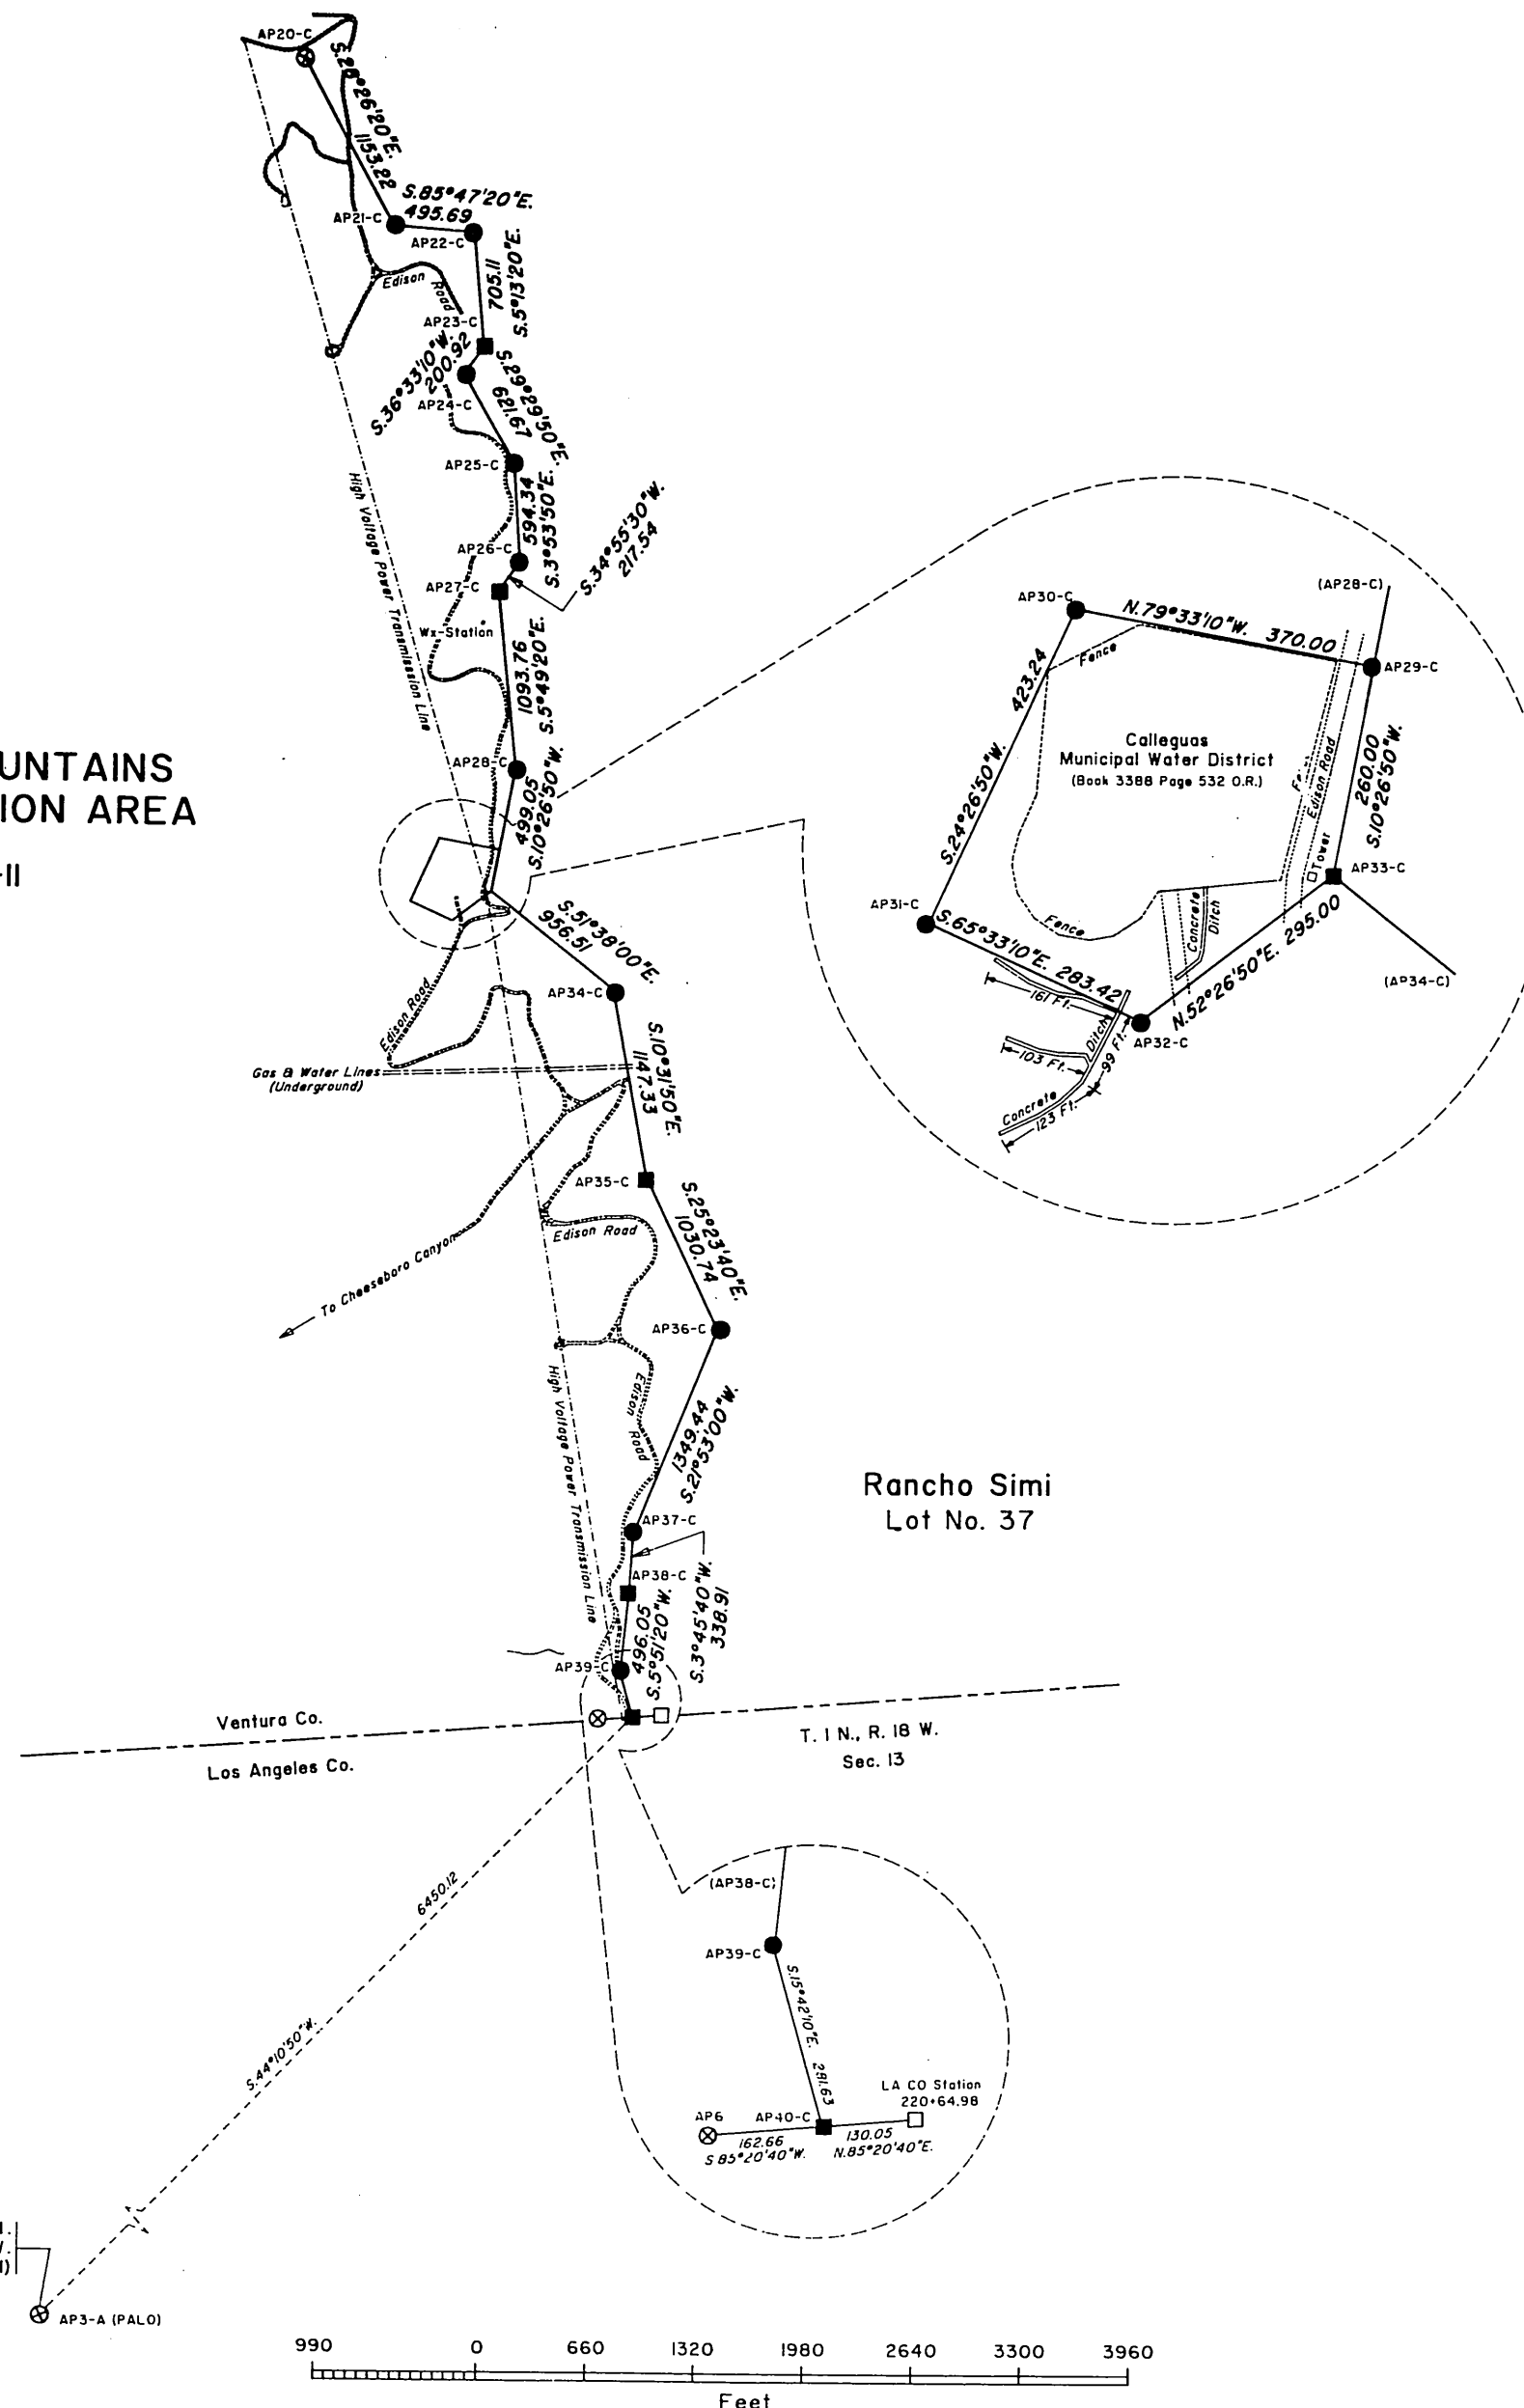 AP20-C
S.28°26'20"E.
1153.22
S.85°47'20"E.
495.69
AP21-C
AP22-C
Edison
Road
705.11
S.5°13'20"E.
AP23-C
S.36°33'10"W.
200.92
S.29°29'50"E.
AP24-C
AP25-C
594.34
S.3°53'50"E.
S.34°55'30"W.
217.54
AP26-C
AP27-C
High Voltage Power Transmission Line
Wx-Station
1093.76
S.5°49'20"E.
AP28-C
499.05
S.10°26'50"W.
UNTAINS
ION AREA
-11
AP30-C
N.79°33'10"W. 370.00
(AP28-C)
AP29-C
Fence
423.24
S.24°26'50"W.
Calleguas
Municipal Water District
(Book 3388 Page 532 O.R.)
Edison Road
260.00
S.10°26'50"W.
Tower
AP33-C
AP31-C
Fence
Concrete
Ditch
S.65°33'10"E. 283.42
N.52°26'50"E. 295.00
(AP34-C)
161 Ft.
AP32-C
Ditch
103 Ft.
99 Ft.
Concrete
123 Ft.
S.51°38'00"E.
956.51
AP34-C
Edison Road
Gas & Water Lines
(Underground)
S.10°31'50"E.
1147.33
AP35-C
Edison Road
To Cheeseboro Canyon
S.25°23'40"E.
1030.74
AP36-C
High Voltage Power Transmission Line
Edison
Road
1349.44
S.21°53'00"W.
Rancho Simi
Lot No. 37
AP37-C
AP38-C
S.3°45'40"W.
338.91
496.05
S.5°51'20"W.
AP39-C
Ventura Co.
Los Angeles Co.
T. 1 N., R. 18 W.
Sec. 13
6450.12
S.44°10'50"W.
(AP38-C)
AP39-C
S.15°42'10"E. 291.63
LA CO Station
220+64.98
AP6
AP40-C
162.66
S 85°20'40"W.
130.05
N.85°20'40"E.
AP3-A (PALO)
990 0 660 1320 1980 2640 3300 3960
Feet